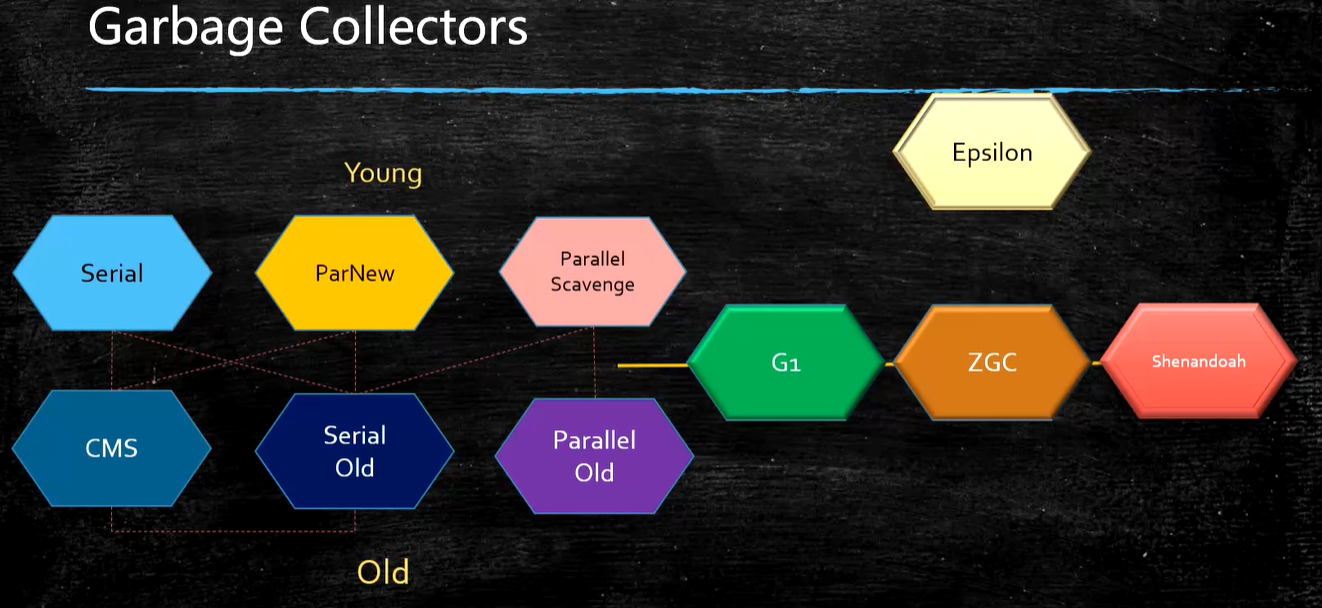 Garbage Collectors
Epsilon
Young
Serial
ParNew
Parallel
Scavenge
G1
ZGC
Shenandoah
CMS
Serial
Old
Parallel
Old
Old